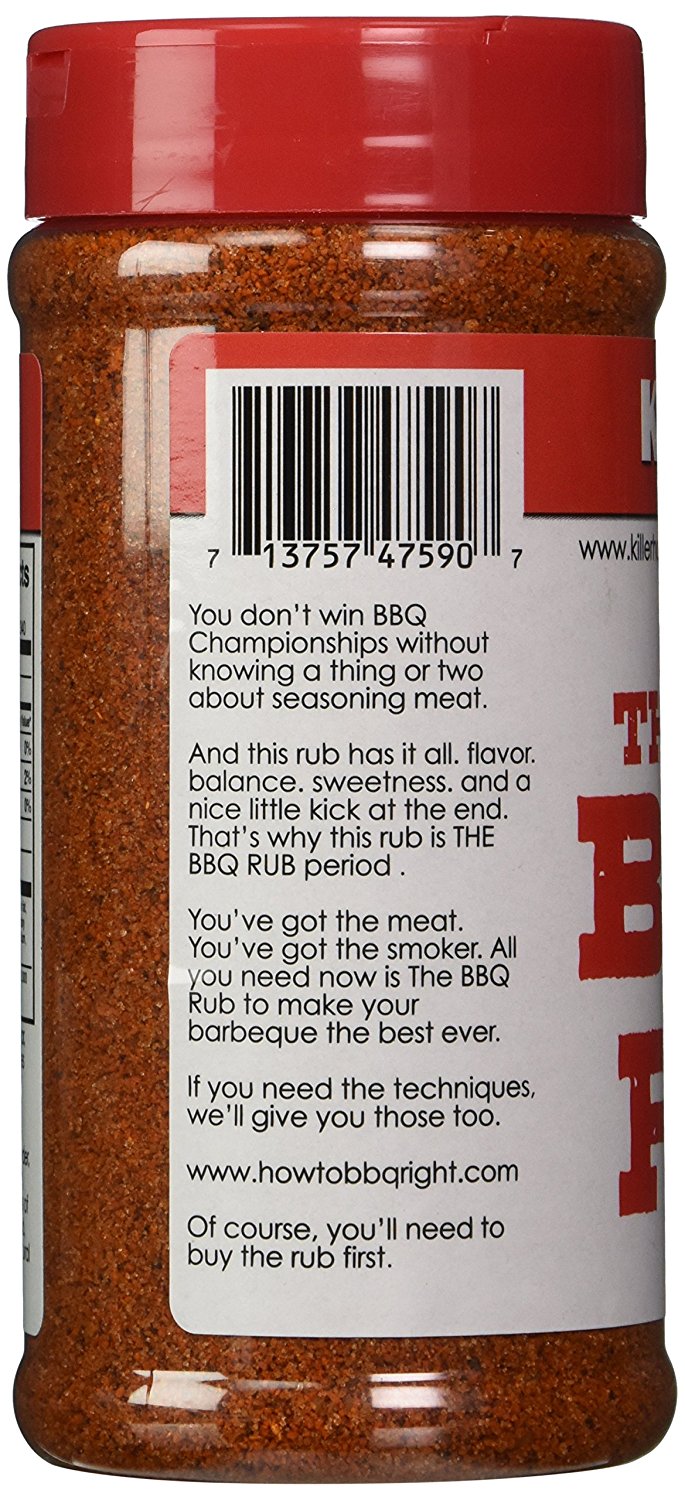 7 13757 47590 7
You don't win BBQ
Championships without
knowing a thing or two
about seasoning meat.
And this rub has it all. flavor.
balance. sweetness. and a
nice little kick at the end.
That's why this rub is THE
BBQ RUB period .
You've got the meat.
You've got the smoker. All
you need now is The BBQ
Rub to make your
barbeque the best ever.
If you need the techniques,
we'll give you those too.
www.howtobbqright.com
Of course, you'll need to
buy the rub first.
K
www.killerh
TH
B
R
0%
2%
0%